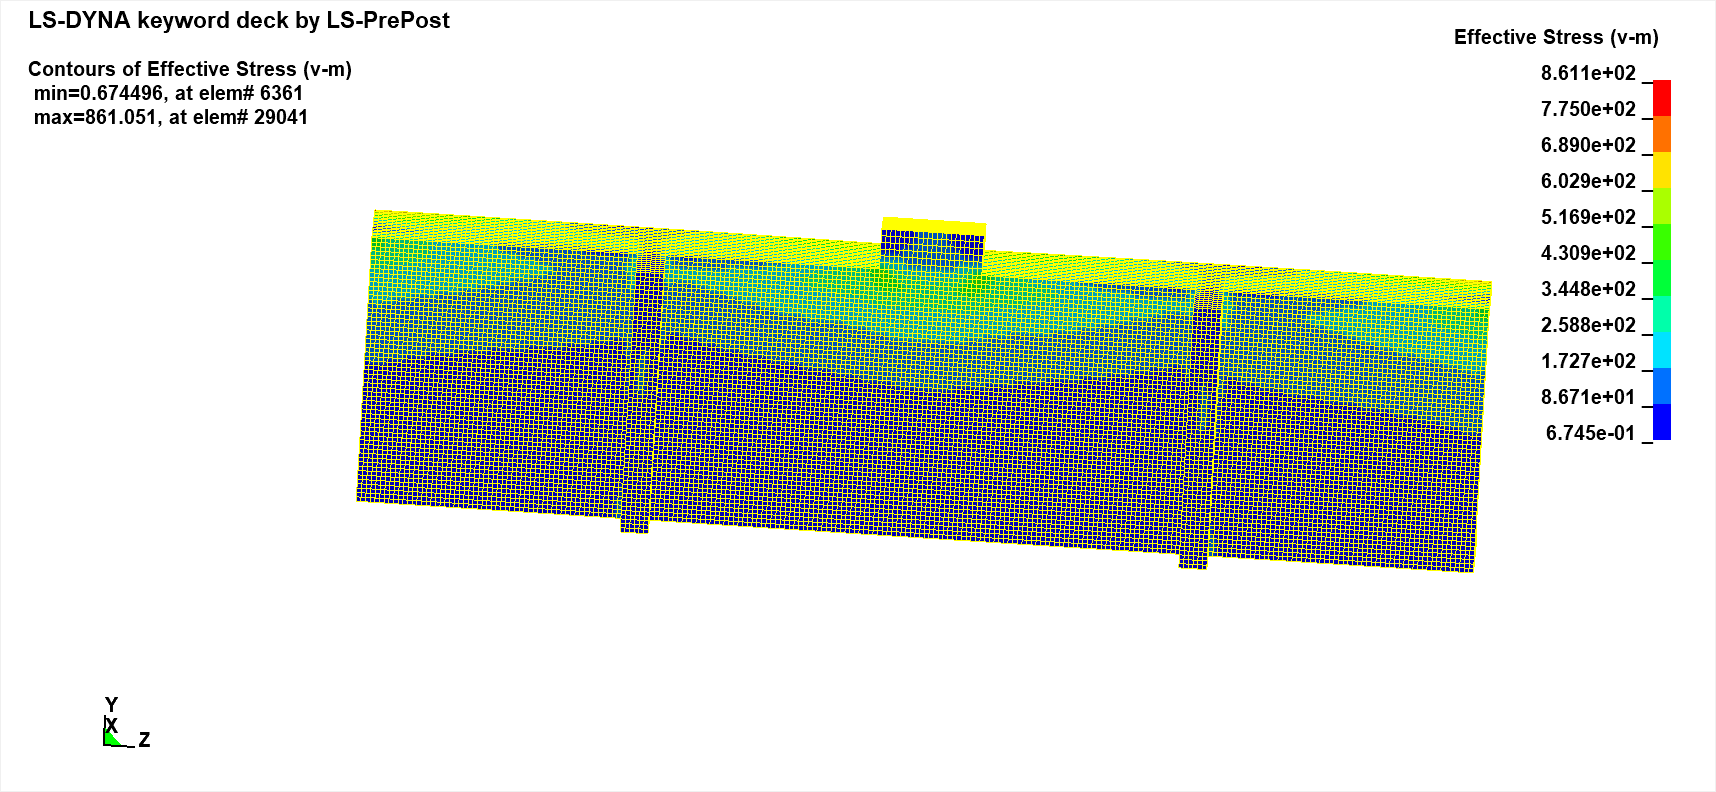 LS-DYNA keyword deck by LS-PrePost
Contours of Effective Stress (v-m)
min=0.674496, at elem# 6361
max=861.051, at elem# 29041
Effective Stress (v-m)
8.611e+02
7.750e+02
6.890e+02
6.029e+02
5.169e+02
4.309e+02
3.448e+02
2.588e+02
1.727e+02
8.671e+01
6.745e-01
Y
X
Z